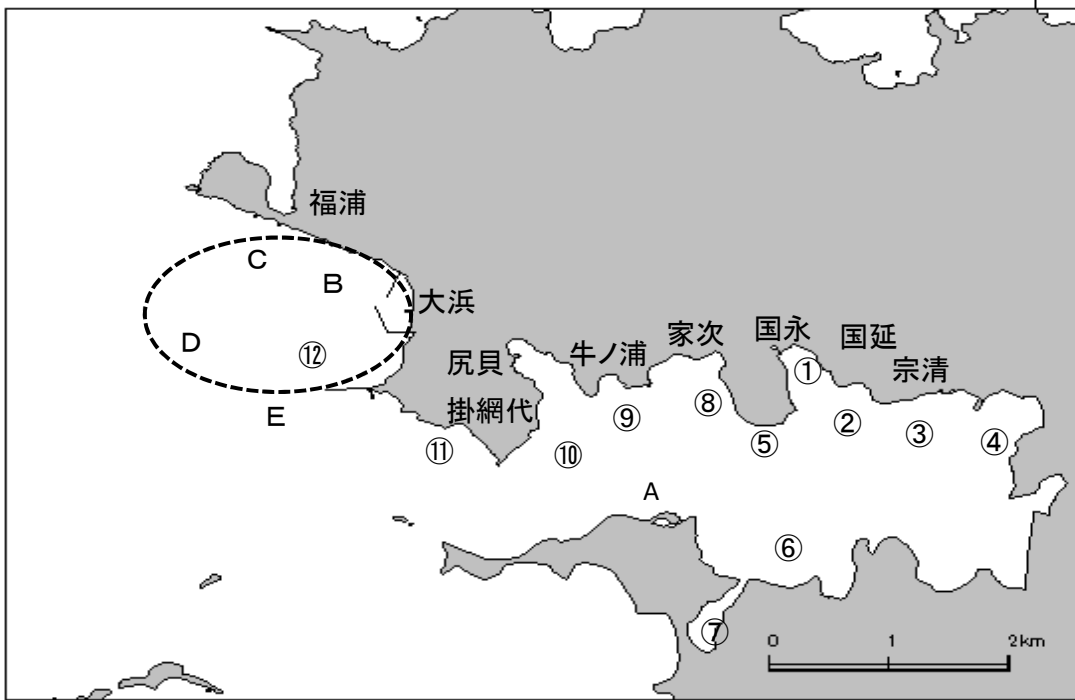 福浦
C
B
大浜
D
⑫
E
尻貝
掛網代
牛ノ浦
家次
国永
国延
宗清
①
②
③
④
⑤
⑥
⑦
⑧
⑨
⑩
⑪
A
0 1 2km